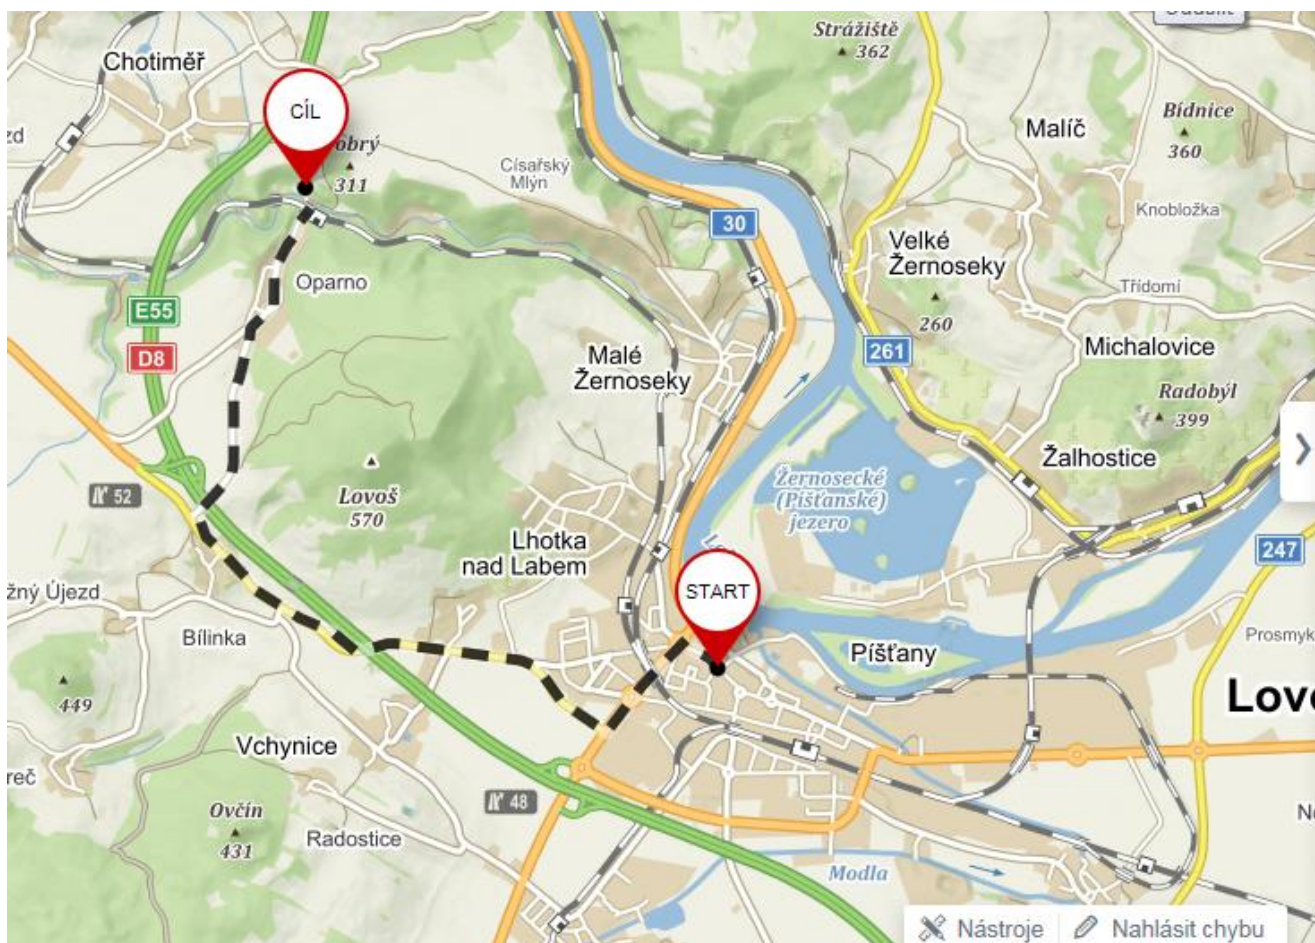 Strážiště
362
Chotiměř
CÍL
Bídnice
360
Malíč
311
Císařský
Mlýn
Knobložka
30
Velké
Žernoseky
Oparno
Třídomí
E55
260
D8
261
Malé
Žernoseky
Michalovice
Radobýl
399
Žalhostice
Lovoš
570
52
Žernosecké
(Píšťanské)
jezero
Lhotka
nad Labem
247
START
žný Újezd
Bílinka
Píšťany
Prosmyk
449
Lovo
Vchynice
reč
48
Ovčín
431
Radostice
Modla
Nástroje
Nahlásit chybu